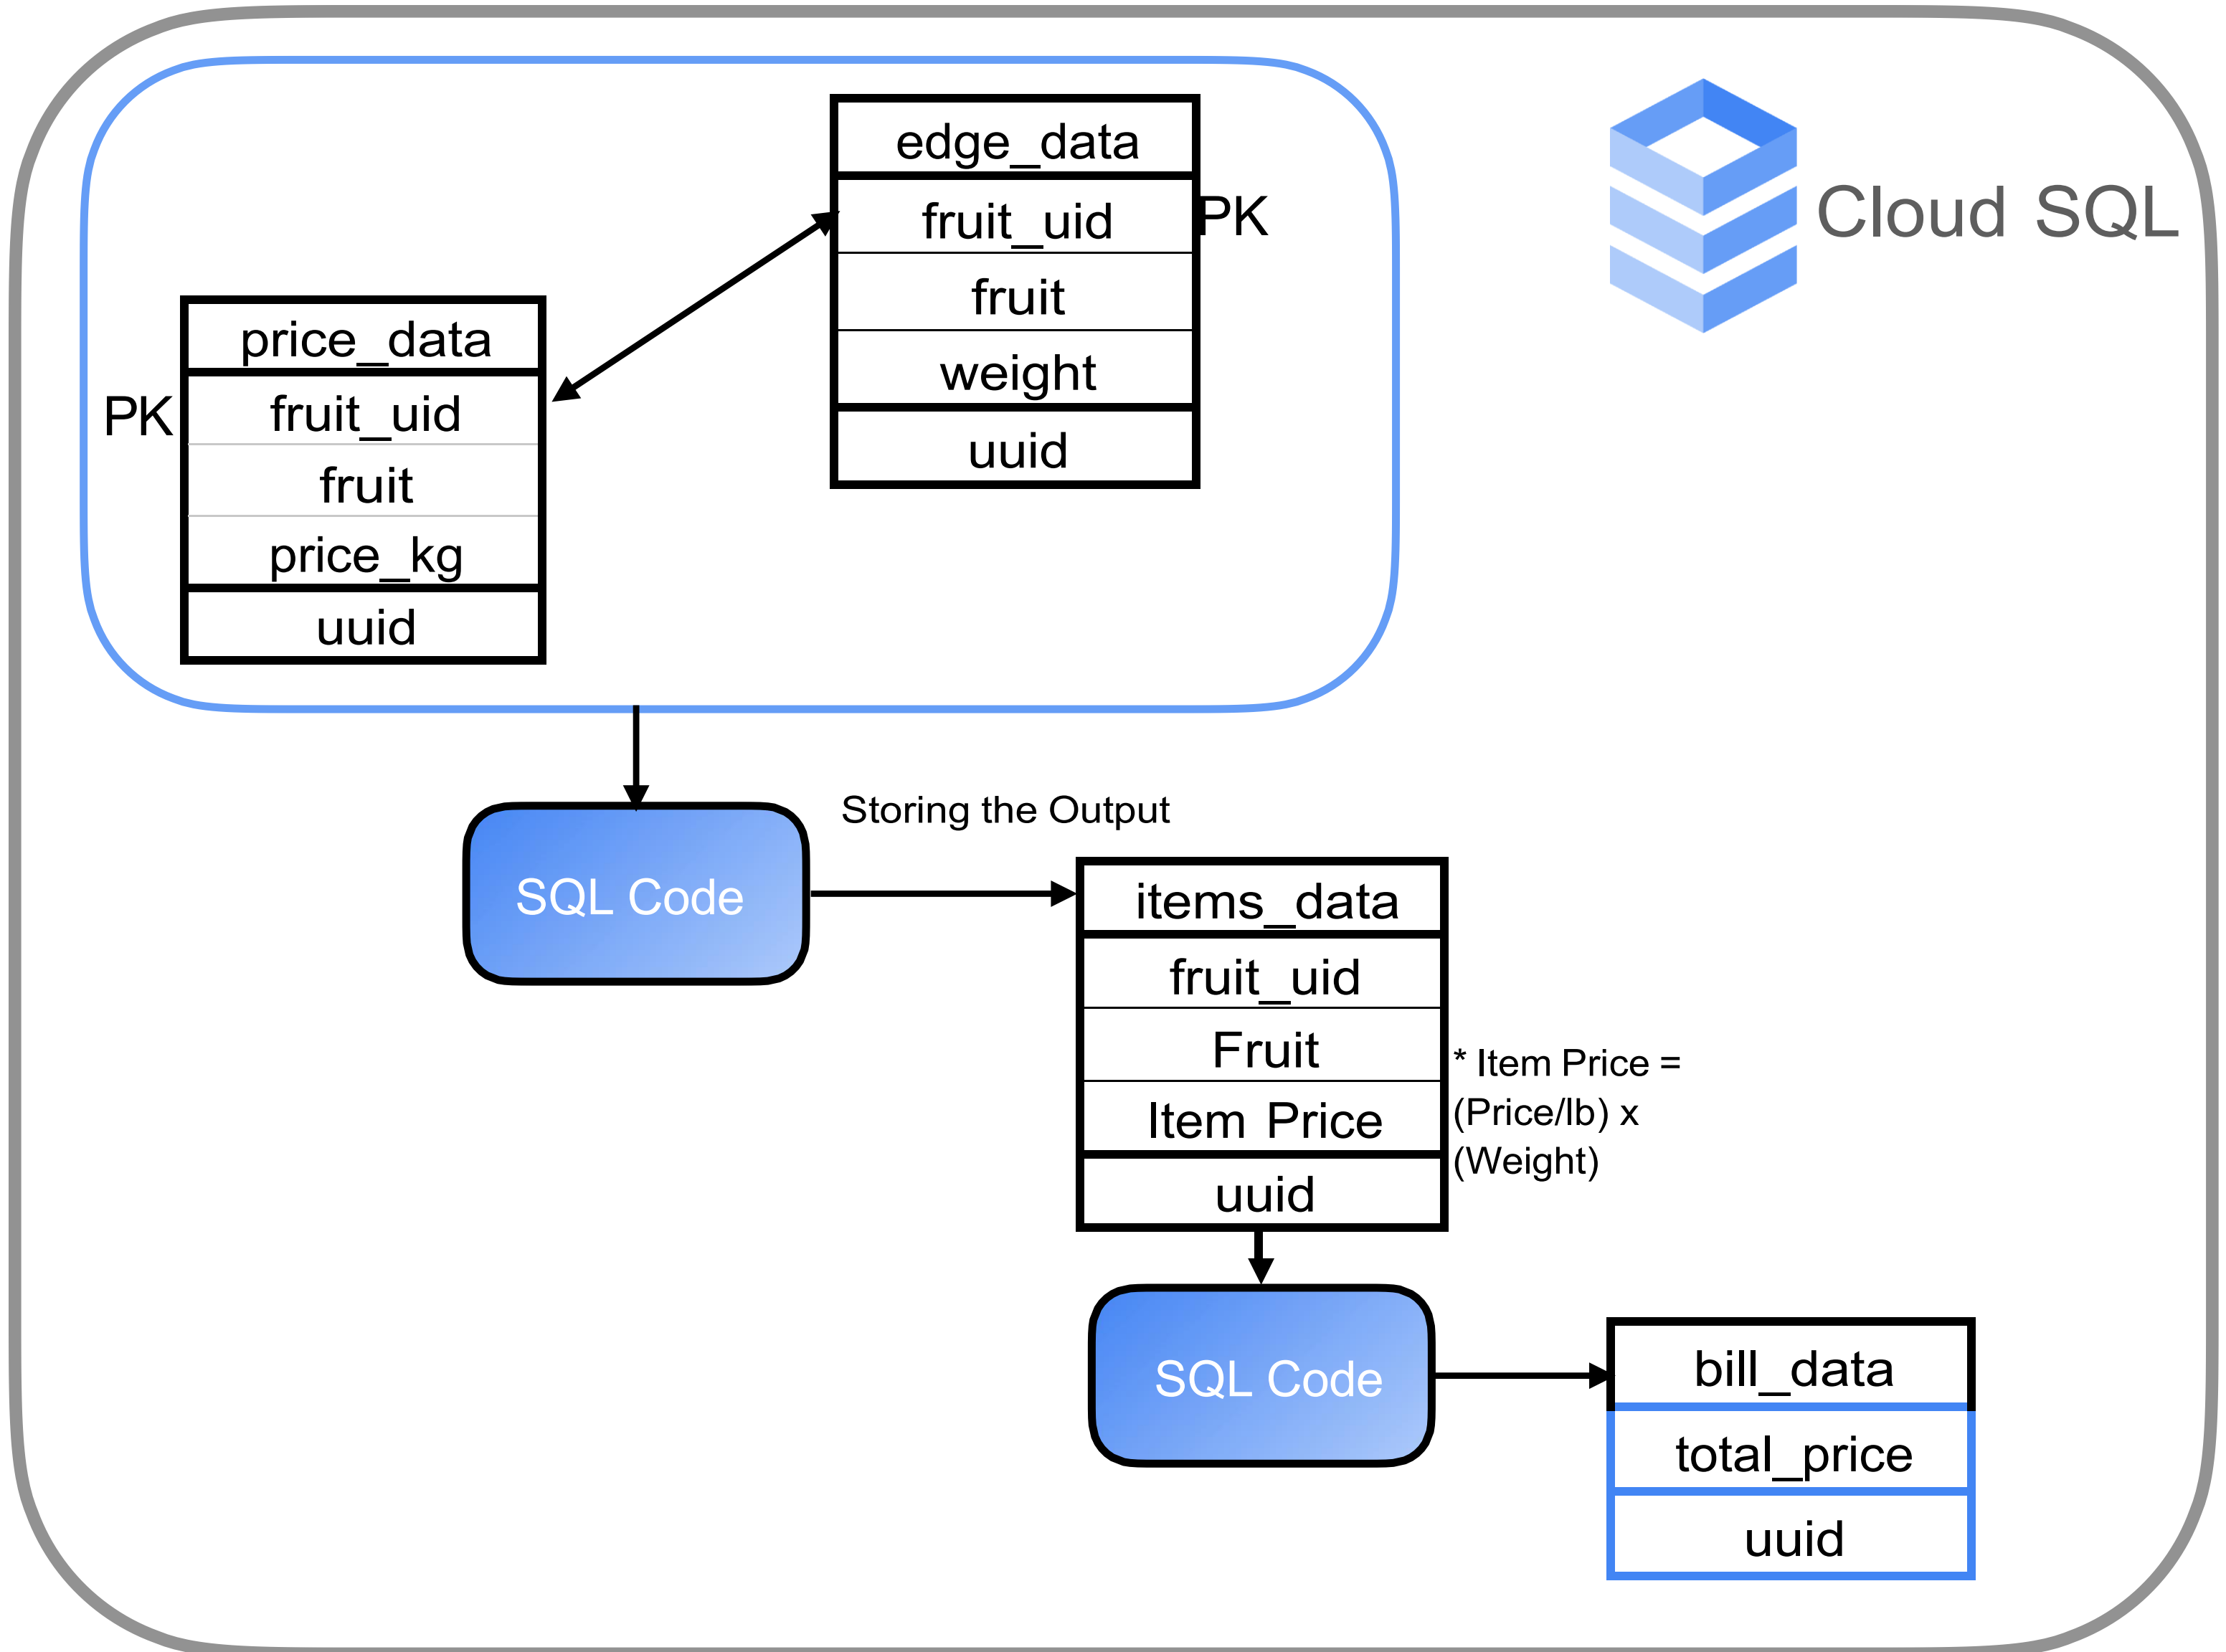 edge_data
fruit_uid
PK
fruit
weight
uuid
Cloud SQL
price_data
PK
fruit_uid
fruit
price_kg
uuid
SQL Code
Storing the Output
items_data
fruit_uid
Fruit
Item Price
uuid
* Item Price =
(Price/lb) x
(Weight)
SQL Code
bill_data
total_price
uuid